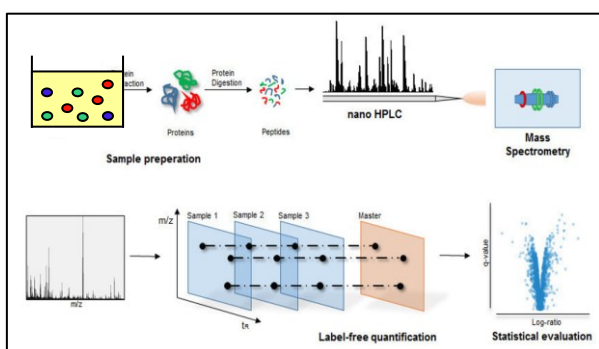 Protein
Digestion
Proteins
Peptides
nano HPLC
Sample preperation
Mass
Spectrometry
m/z
m/z
Sample 1
Sample 2
Sample 3
Master
tR
Label-free quantification
q-value
Log-ratio
Statistical evaluation